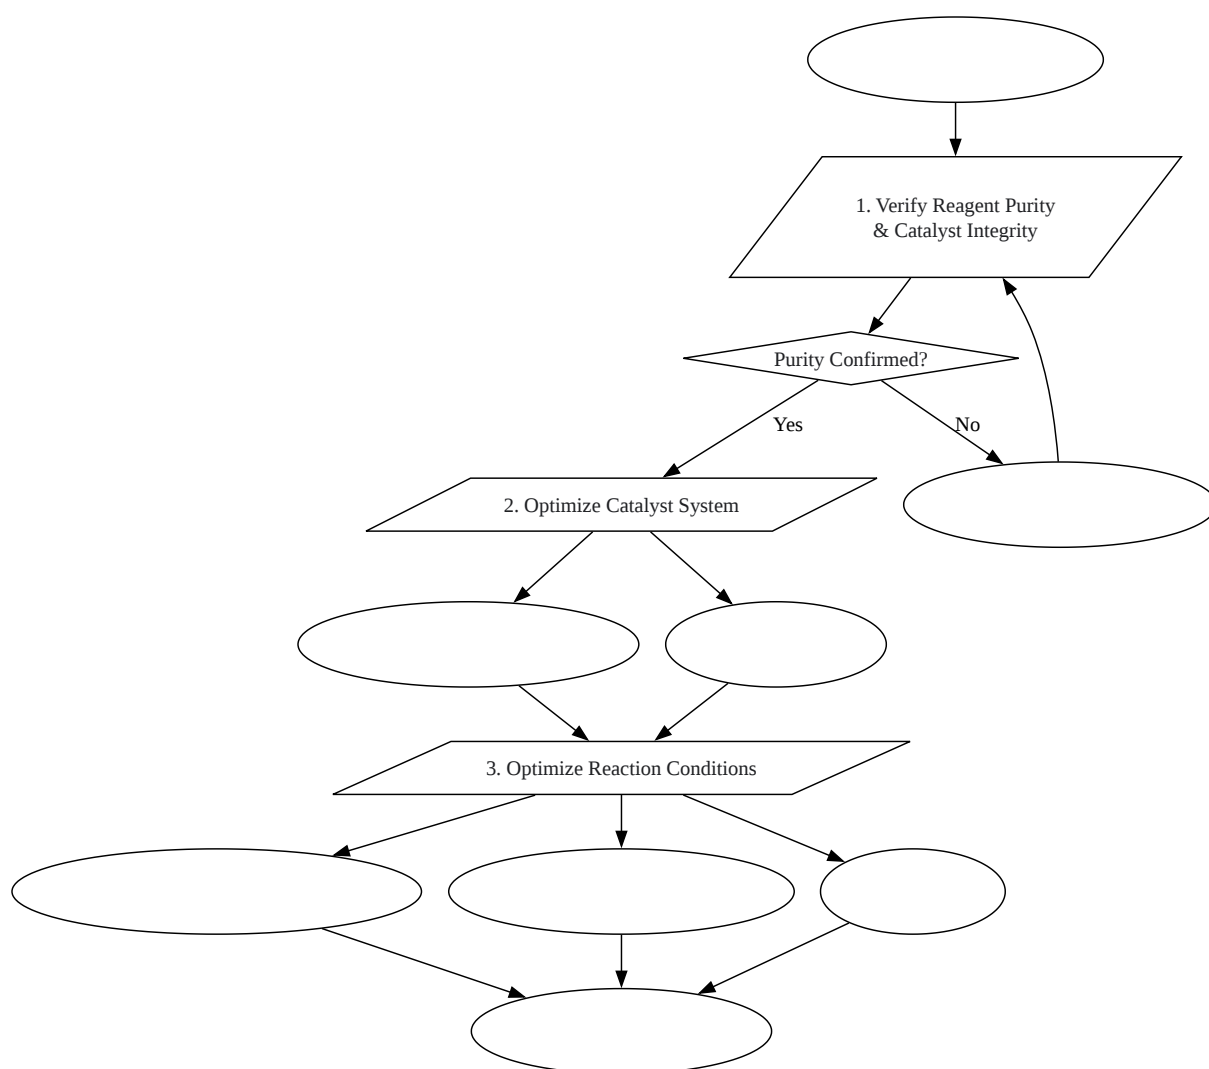 1. Verify Reagent Purity
& Catalyst Integrity
Purity Confirmed?
Yes
No
2. Optimize Catalyst System
3. Optimize Reaction Conditions